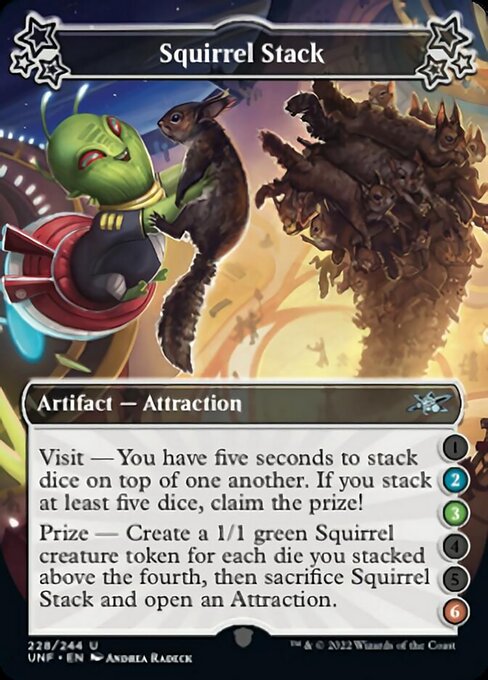 Squirrel Stack
Artifact — Attraction
Visit — You have five seconds to stack
dice on top of one another. If you stack
at least five dice, claim the prize!
Prize — Create a 1/1 green Squirrel
creature token for each die you stacked
above the fourth, then sacrifice Squirrel
Stack and open an Attraction.
1
2
3
4
5
6
228/244 U
UNF • EN Andrea Radeck
™ & © 2022 Wizards of the Coast